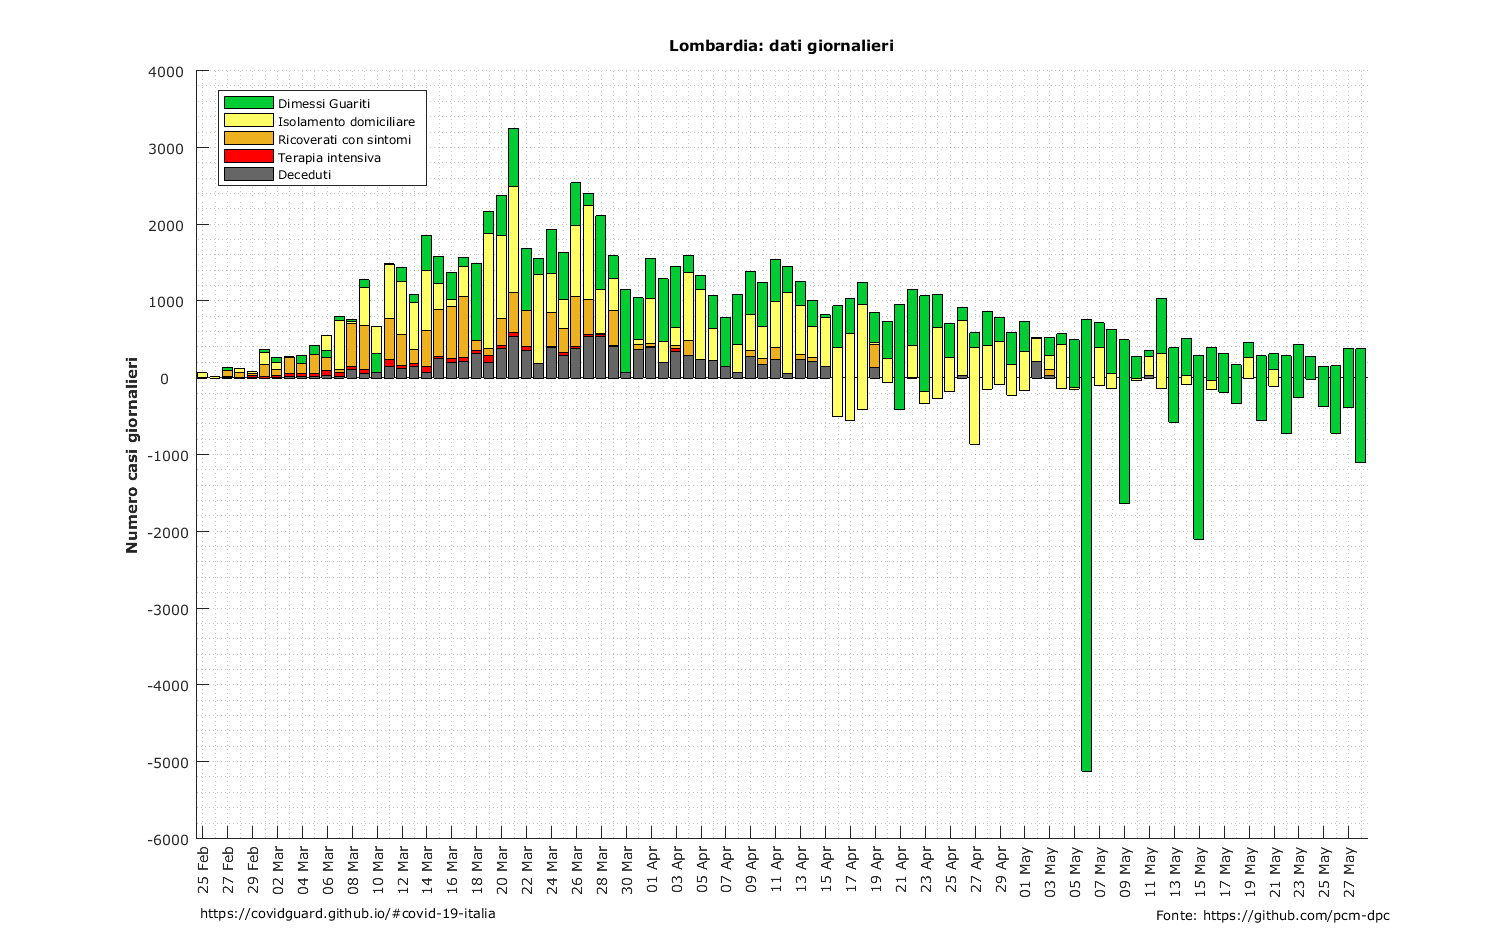 Lombardia: dati giornalieri
4000
3000
2000
1000
0
-1000
-2000
-3000
-4000
-5000
-6000
Numero casi giornalieri
Dimessi Guariti
Isolamento domiciliare
Ricoverati con sintomi
Terapia intensiva
Deceduti
25 Feb
27 Feb
29 Feb
02 Mar
04 Mar
06 Mar
08 Mar
10 Mar
12 Mar
14 Mar
16 Mar
18 Mar
20 Mar
22 Mar
24 Mar
26 Mar
28 Mar
30 Mar
01 Apr
03 Apr
05 Apr
07 Apr
09 Apr
11 Apr
13 Apr
15 Apr
17 Apr
19 Apr
21 Apr
23 Apr
25 Apr
27 Apr
29 Apr
01 May
03 May
05 May
07 May
09 May
11 May
13 May
15 May
17 May
19 May
21 May
23 May
25 May
27 May
https://covidguard.github.io/#covid-19-italia
Fonte: https://github.com/pcm-dpc